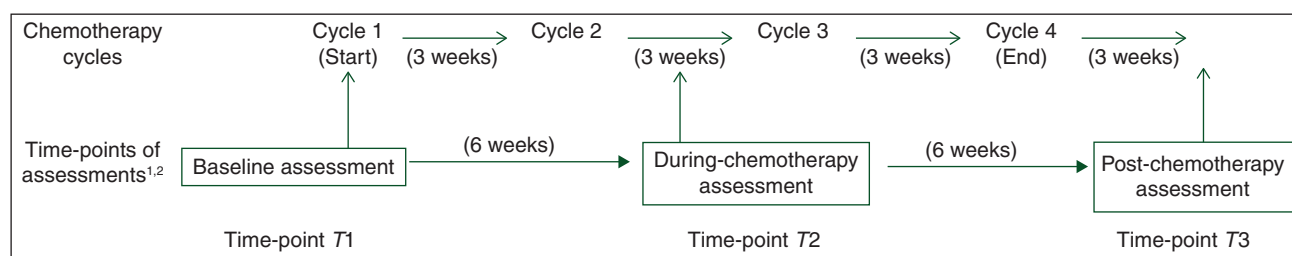 Chemotherapy
cycles
Cycle 1
(Start)
(3 weeks)
Cycle 2
(3 weeks)
Cycle 3
(3 weeks)
Cycle 4
(End)
(3 weeks)
Time-points of
assessments1,2
Baseline assessment
(6 weeks)
During-chemotherapy
assessment
(6 weeks)
Post-chemotherapy
assessment
Time-point T1
Time-point T2
Time-point T3